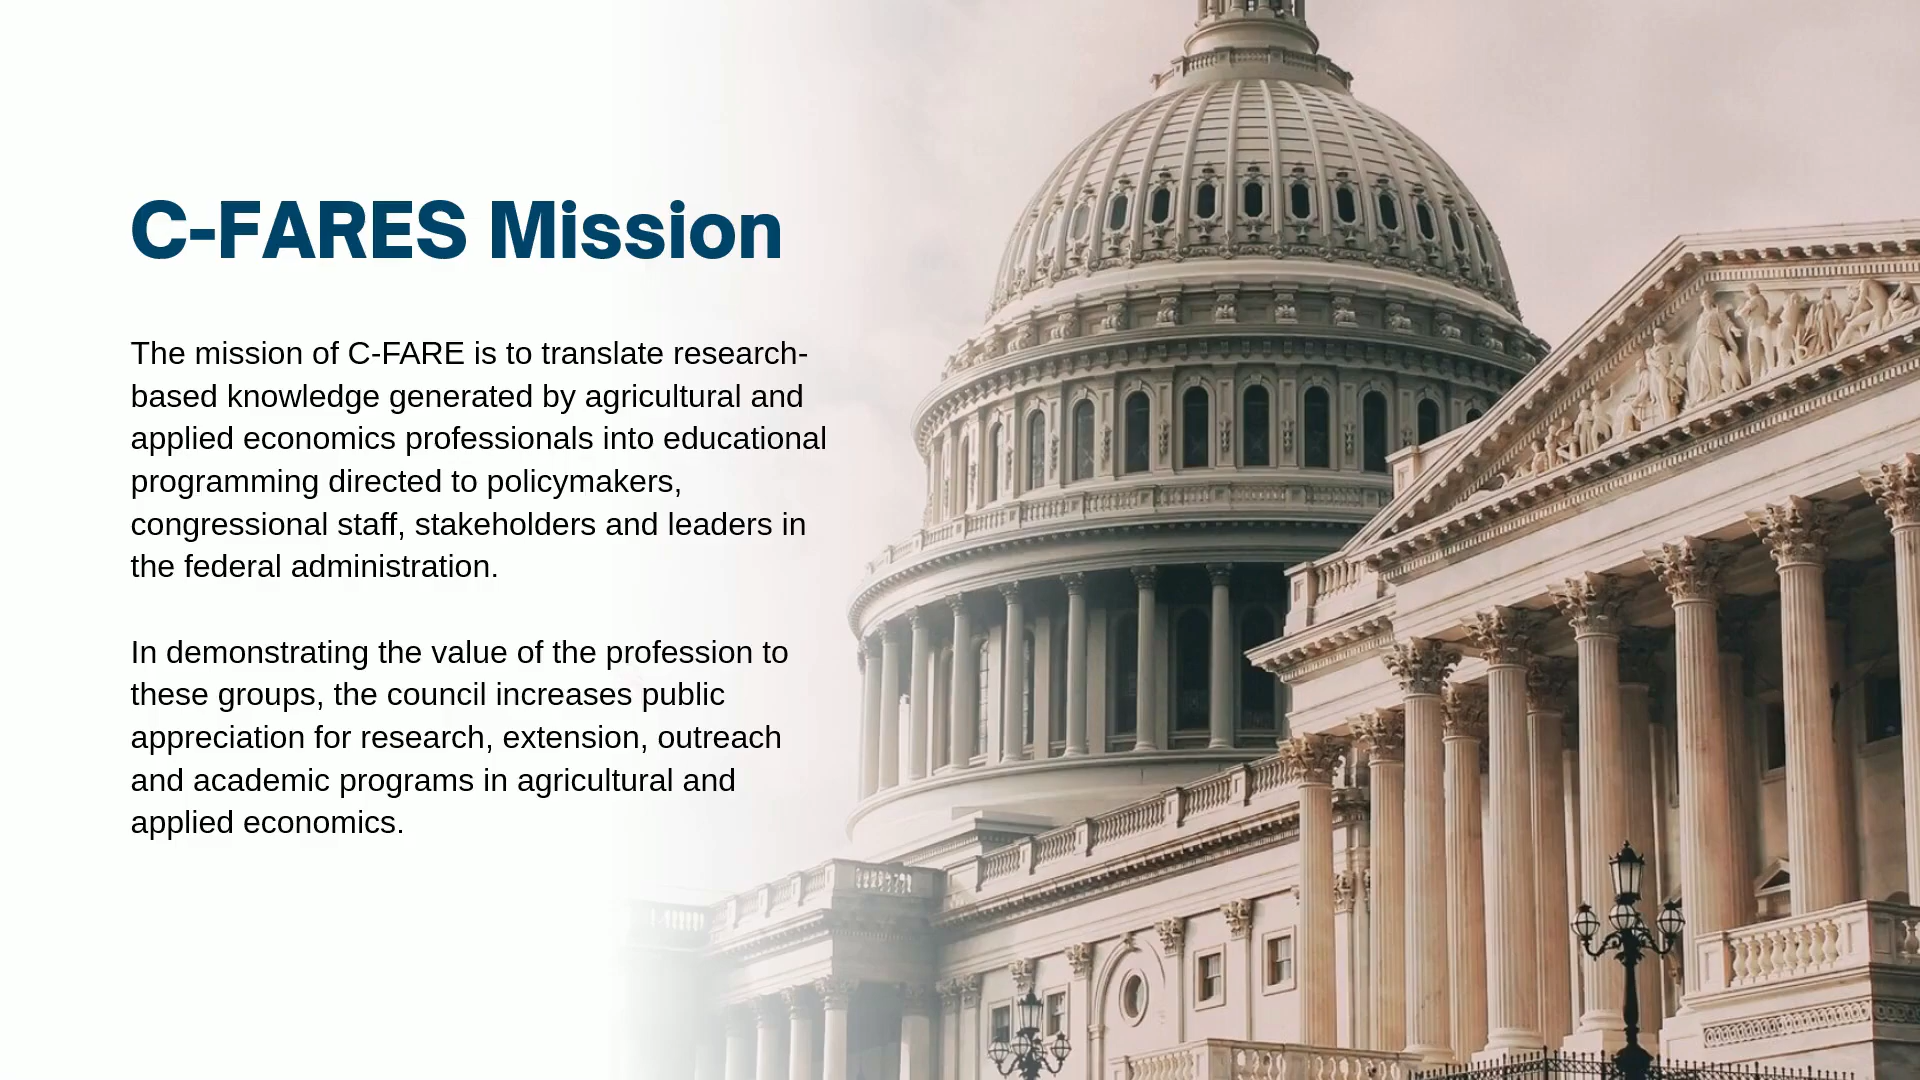 C-FARES Mission
The mission of C-FARE is to translate research-
based knowledge generated by agricultural and
applied economics professionals into educational
programming directed to policymakers,
congressional staff, stakeholders and leaders in
the federal administration.
In demonstrating the value of the profession to
these groups, the council increases public
appreciation for research, extension, outreach
and academic programs in agricultural and
applied economics.